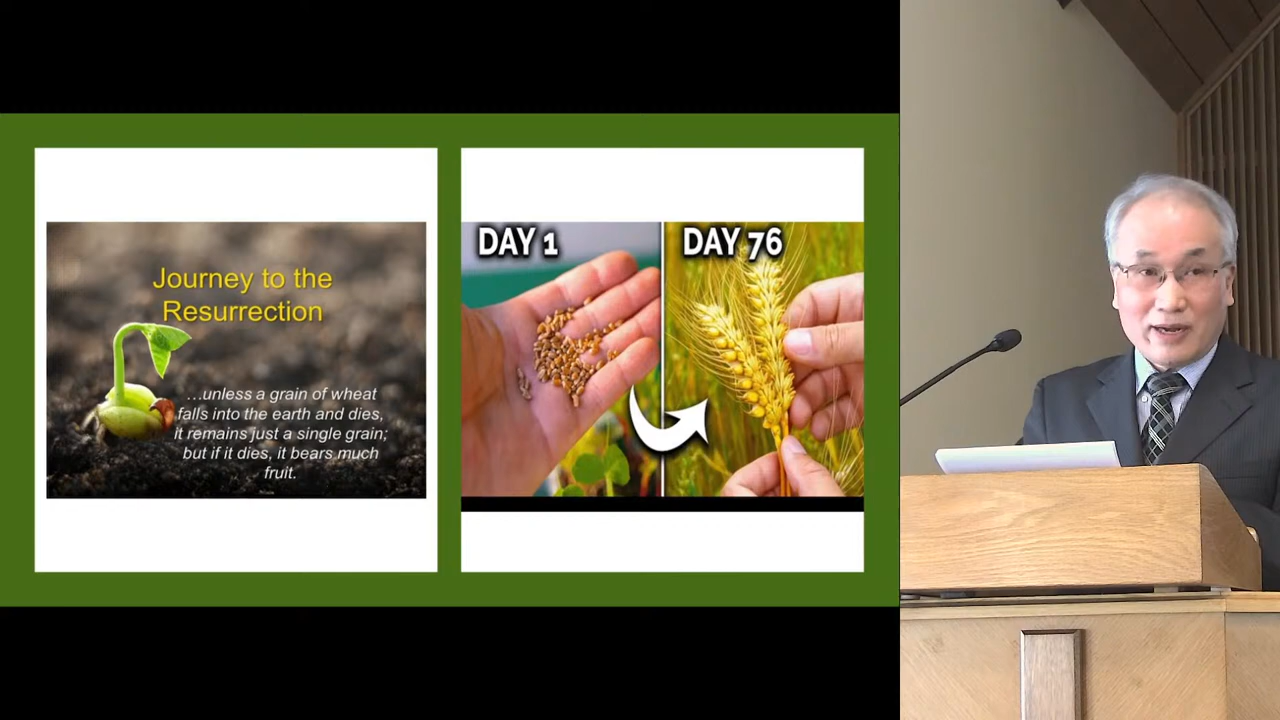 Journey to the
Resurrection
…unless a grain of wheat
falls into the earth and dies,
it remains just a single grain;
but if it dies, it bears much
fruit.
DAY 1
DAY 76